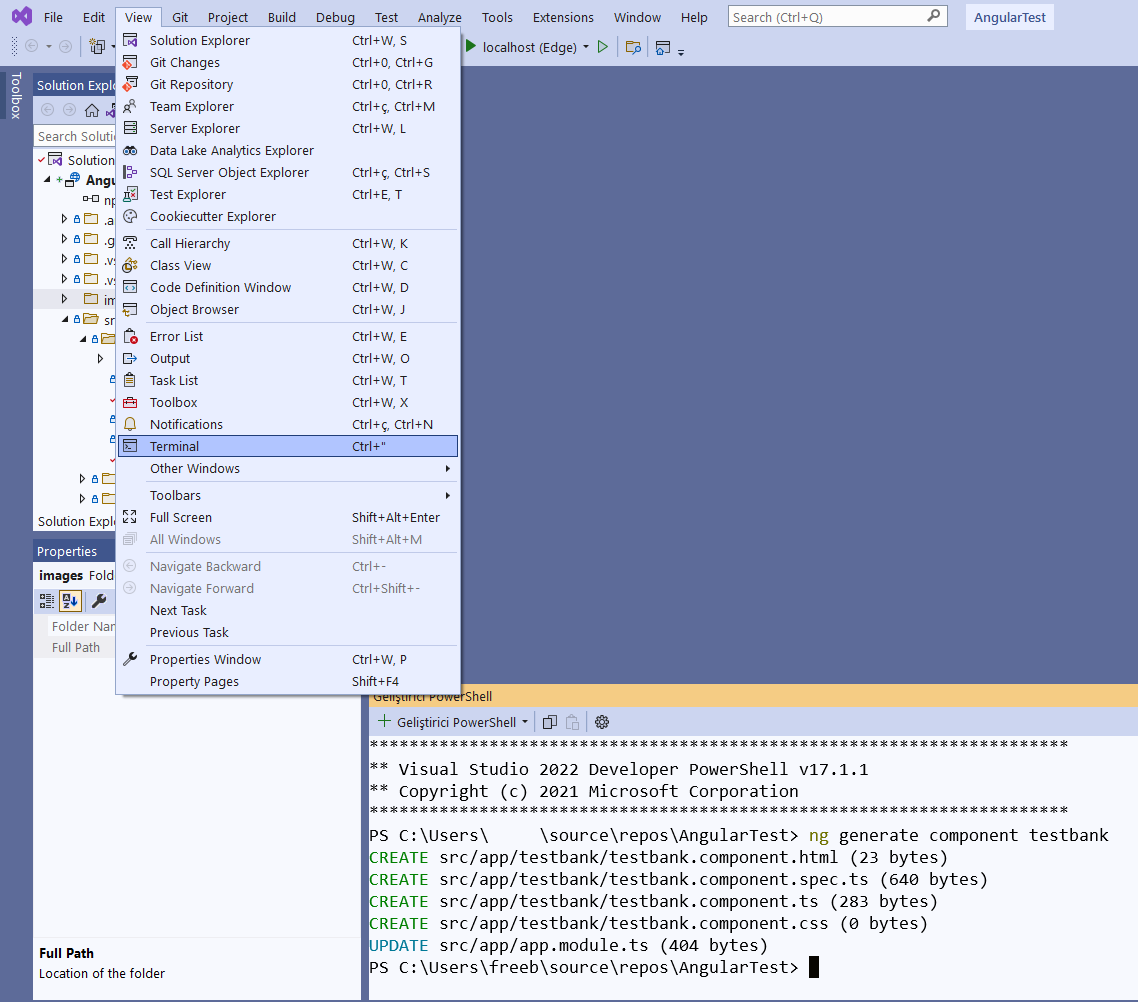 File Edit View Git Project Build Debug Test Analyze Tools Extensions Window Help Search (Ctrl+Q) AngularTest
localhost (Edge)
Toolbox
Solution Explo
Search Soluti
Solution
Angu
np
.a
.g
.vs
.vs
im
sr
Solution Explo
Solution Explorer Ctrl+W, S
Git Changes Ctrl+0, Ctrl+G
Git Repository Ctrl+0, Ctrl+R
Team Explorer Ctrl+ç, Ctrl+M
Server Explorer Ctrl+W, L
Data Lake Analytics Explorer
SQL Server Object Explorer Ctrl+ç, Ctrl+S
Test Explorer Ctrl+E, T
Cookiecutter Explorer
Call Hierarchy Ctrl+W, K
Class View Ctrl+W, C
Code Definition Window Ctrl+W, D
Object Browser Ctrl+W, J
Error List Ctrl+W, E
Output Ctrl+W, O
Task List Ctrl+W, T
Toolbox Ctrl+W, X
Notifications Ctrl+ç, Ctrl+N
Terminal Ctrl+"
Other Windows
Toolbars
Full Screen Shift+Alt+Enter
All Windows Shift+Alt+M
Navigate Backward Ctrl+-
Navigate Forward Ctrl+Shift+-
Next Task
Previous Task
Properties Window Ctrl+W, P
Property Pages Shift+F4
Properties
images Fold
Folder Nar
Full Path
Full Path
Location of the folder
Geliştirici PowerShell
Geliştirici PowerShell
**********************************************************************
** Visual Studio 2022 Developer PowerShell v17.1.1
** Copyright (c) 2021 Microsoft Corporation
**********************************************************************
PS C:\Users\ \source\repos\AngularTest> ng generate component testbank
CREATE src/app/testbank/testbank.component.html (23 bytes)
CREATE src/app/testbank/testbank.component.spec.ts (640 bytes)
CREATE src/app/testbank/testbank.component.ts (283 bytes)
CREATE src/app/testbank/testbank.component.css (0 bytes)
UPDATE src/app/app.module.ts (404 bytes)
PS C:\Users\freeb\source\repos\AngularTest>